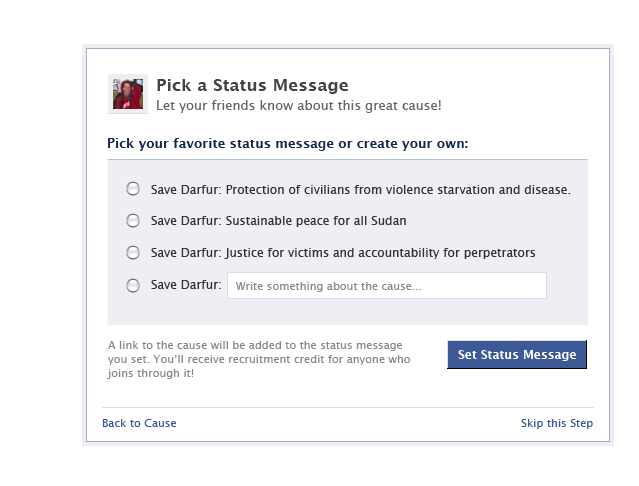 Pick a Status Message
Let your friends know about this great cause!
Pick your favorite status message or create your own:
Save Darfur: Protection of civilians from violence starvation and disease.
Save Darfur: Sustainable peace for all Sudan
Save Darfur: Justice for victims and accountability for perpetrators
Save Darfur: Write something about the cause...
A link to the cause will be added to the status message
you set. You'll receive recruitment credit for anyone who
joins through it!
Set Status Message
Back to Cause
Skip this Step